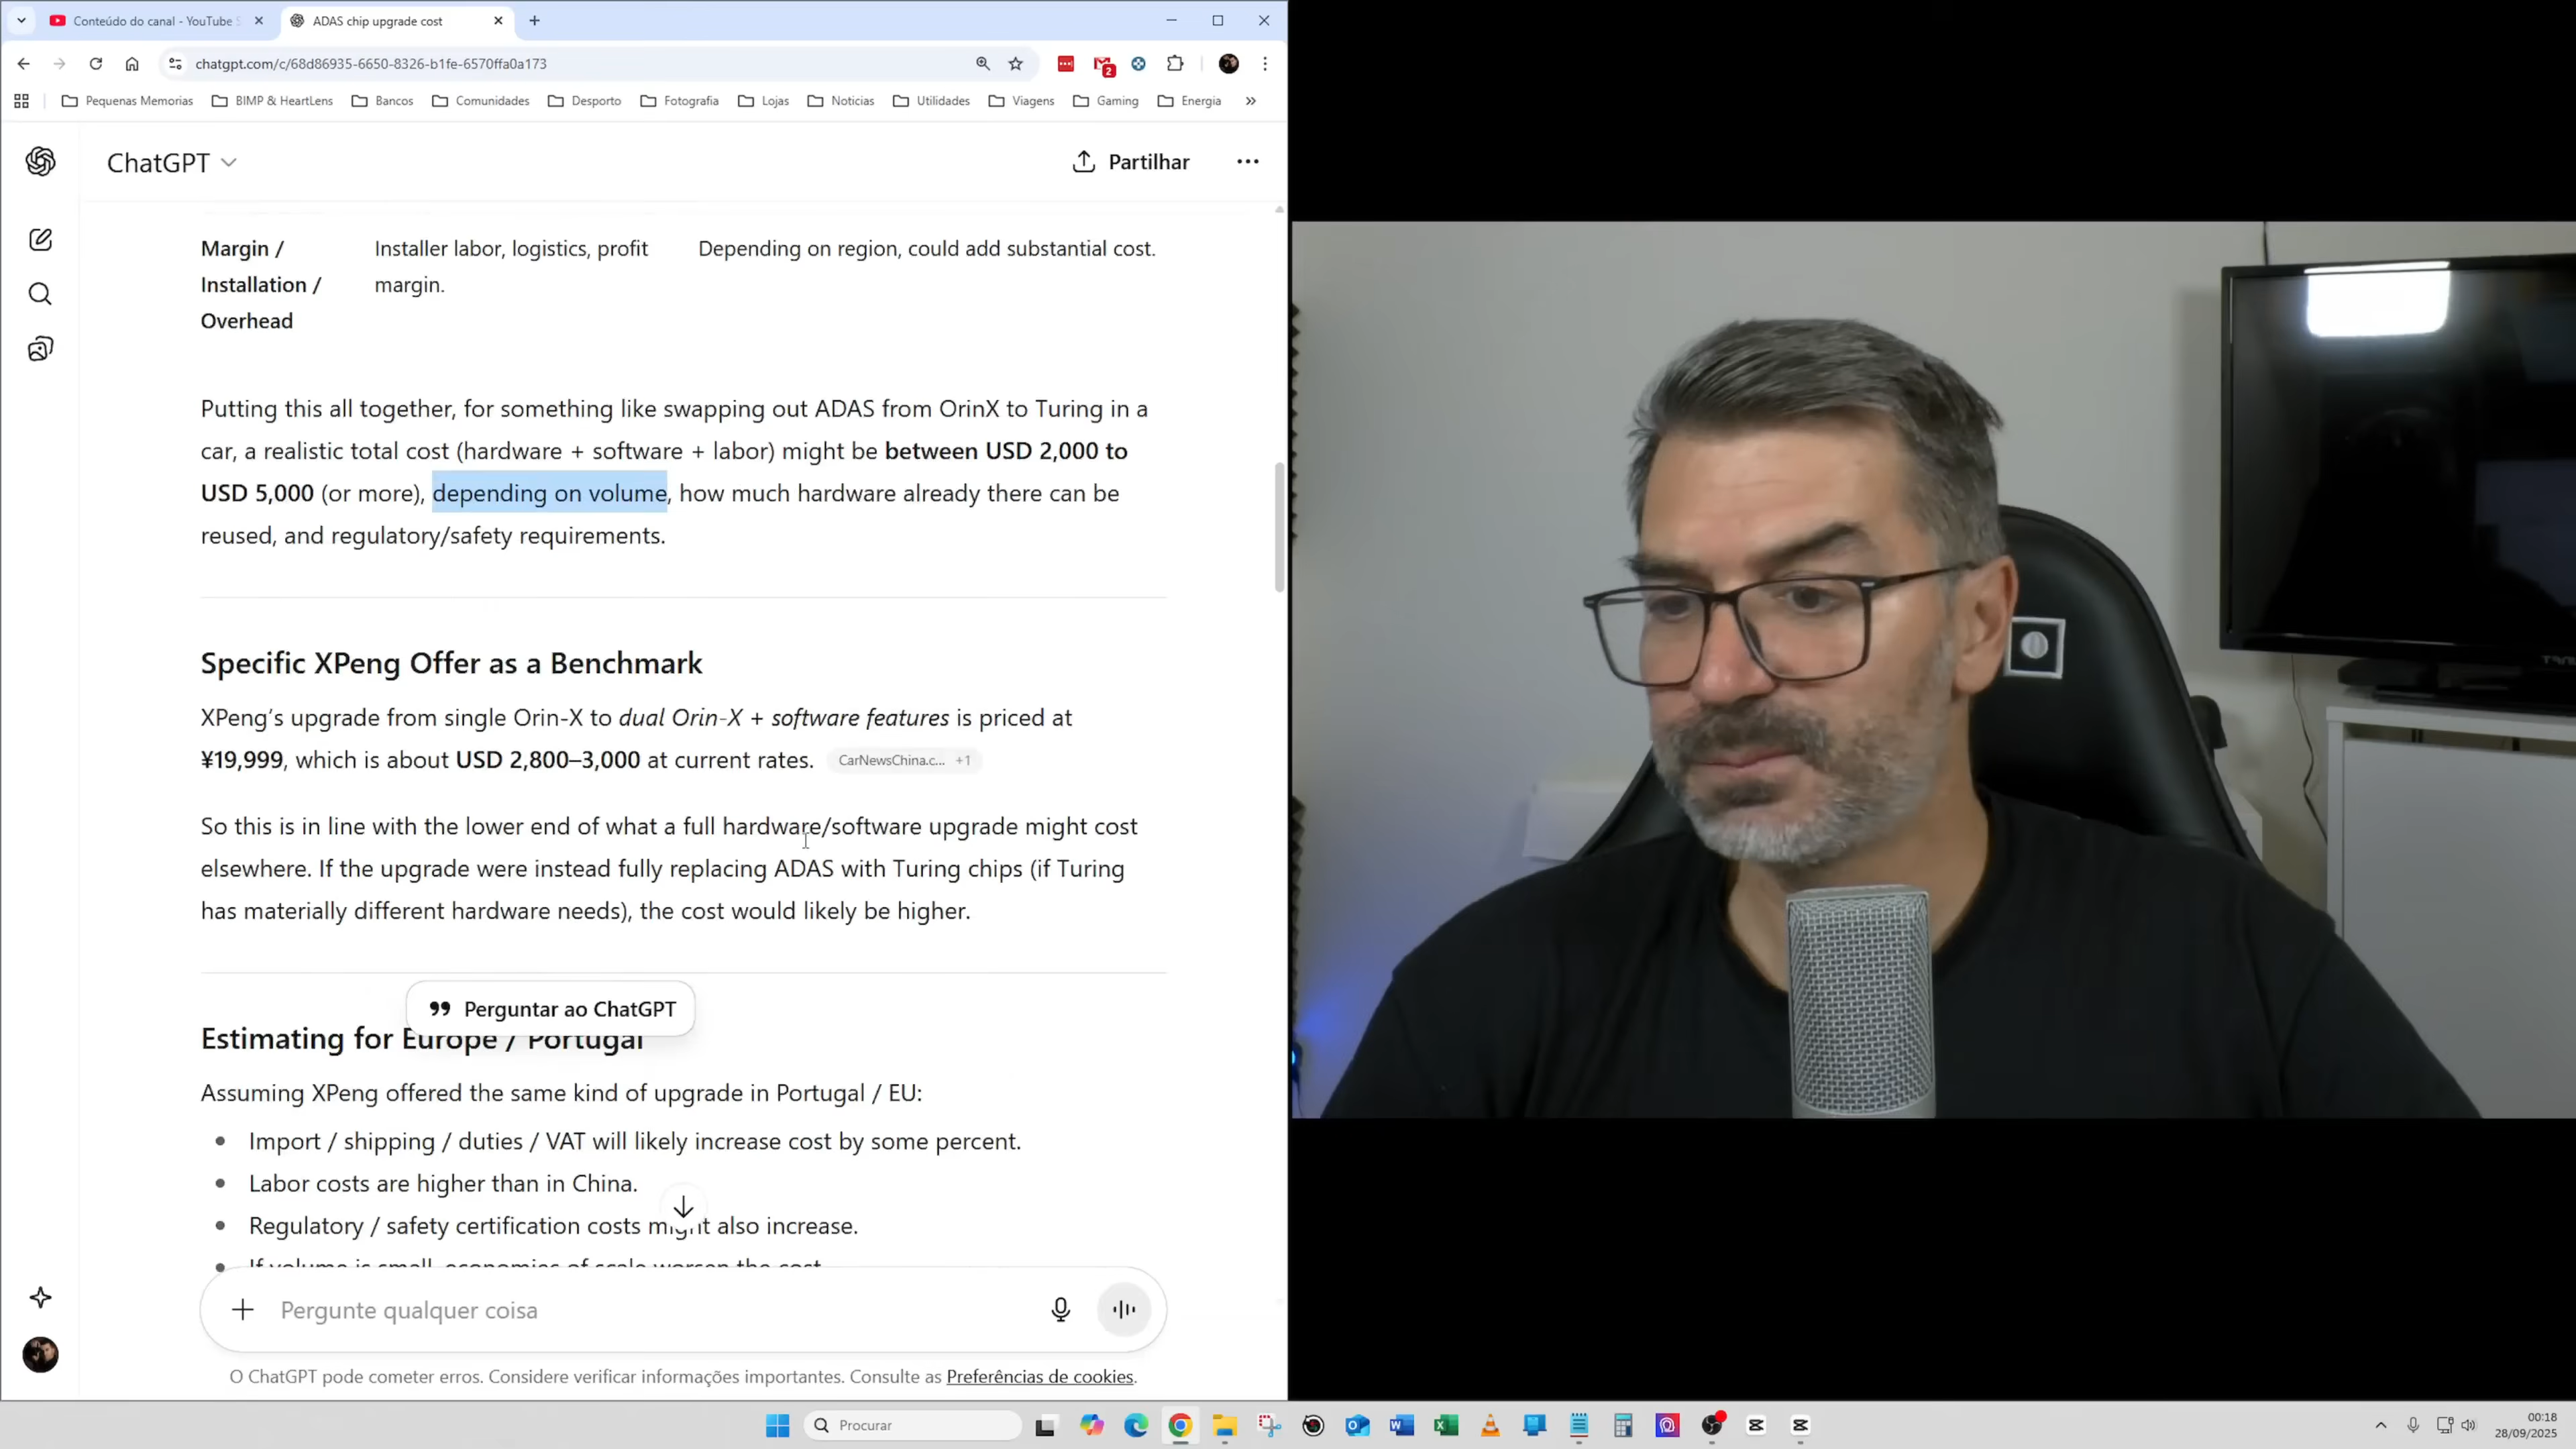 Conteúdo do canal - YouTube
ADAS chip upgrade cost
chatgpt.com/c/68d86935-6650-8326-b1fe-6570ffa0a173
2
Pequenas Memorias
BIMP & HeartLens
Bancos
Comunidades
Desporto
Fotografia
Lojas
Noticias
Utilidades
Viagens
Gaming
Energia
ChatGPT
Partilhar
Margin / Installer labor, logistics, profit Depending on region, could add substantial cost.
Installation / margin.
Overhead
Putting this all together, for something like swapping out ADAS from OrinX to Turing in a
car, a realistic total cost (hardware + software + labor) might be between USD 2,000 to
USD 5,000 (or more), depending on volume, how much hardware already there can be
reused, and regulatory/safety requirements.
Specific XPeng Offer as a Benchmark
XPeng's upgrade from single Orin-X to dual Orin-X + software features is priced at
¥19,999, which is about USD 2,800–3,000 at current rates. CarNewsChina.c... +1
So this is in line with the lower end of what a full hardware/software upgrade might cost
elsewhere. If the upgrade were instead fully replacing ADAS with Turing chips (if Turing
has materially different hardware needs), the cost would likely be higher.
Perguntar ao ChatGPT
Estimating for Europe / Portugal
Assuming XPeng offered the same kind of upgrade in Portugal / EU:
Import / shipping / duties / VAT will likely increase cost by some percent.
Labor costs are higher than in China.
Regulatory / safety certification costs might also increase.
If volume is small, economies of scale worsen the cost
Pergunte qualquer coisa
O ChatGPT pode cometer erros. Considere verificar informações importantes. Consulte as Preferências de cookies.
Procurar
00:18
28/09/2025